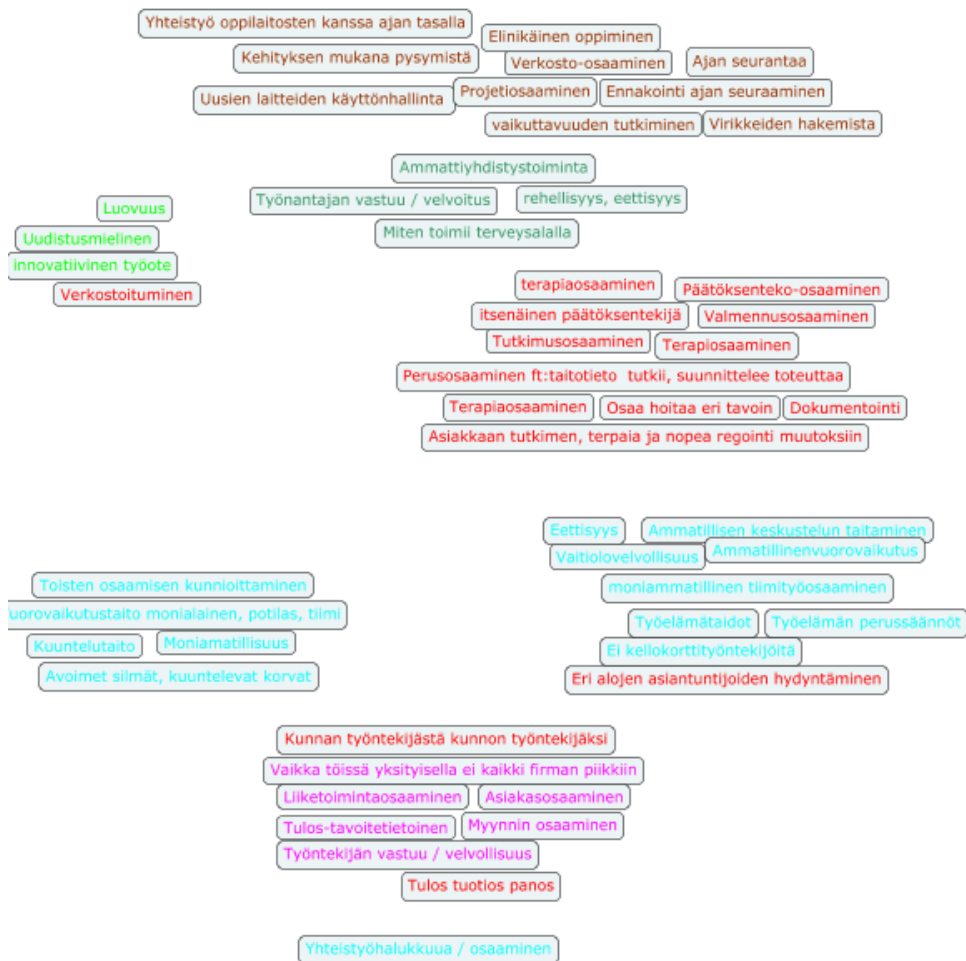 Yhteistyö oppilaitosten kanssa ajan tasalla
Elinikäinen oppiminen
Kehityksen mukana pysymistä
Verkosto-osaaminen
Ajan seurantaa
Uusien laitteiden käyttönhallinta
Projetiosaaminen
Ennakointi ajan seuraaminen
vaikuttavuuden tutkiminen
Virikkeiden hakemista
Ammattiyhdistystoiminta
Työnantajan vastuu / velvoitus
rehellisyys, eettisyys
Miten toimii terveysalalla
Luovuus
Uudistusmielinen
innovatiivinen työote
Verkostoituminen
terapiaosaaminen
Päätöksenteko-osaaminen
itsenäinen päätöksentekijä
Valmennusosaaminen
Tutkimusosaaminen
Terapiosaaminen
Perusosaaminen ft:taitotieto tutkii, suunnittelee toteuttaa
Terapiaosaaminen
Osaa hoitaa eri tavoin
Dokumentointi
Asiakkaan tutkimen, terpaia ja nopea regointi muutoksiin
Eettisyys
Ammatillisen keskustelun taitaminen
Vaitiolovelvollisuus
Ammatillinenvuorovaikutus
moniammatillinen tiimityöosaaminen
Työelämätaidot
Työelämän perussäännöt
Ei kellokorttityöntekijöitä
Eri alojen asiantuntijoiden hydyntäminen
Toisten osaamisen kunnioittaminen
uorovaikutustaito monialainen, potilas, tiimi
Kuuntelutaito
Moniamatillisuus
Avoimet silmät, kuuntelevat korvat
Kunnan työntekijästä kunnon työntekijäksi
Vaikka töissä yksityisella ei kaikki firman piikkiin
Liiketoimintaosaaminen
Asiakasosaaminen
Tulos-tavoitetietoinen
Myynnin osaaminen
Työntekijän vastuu / velvollisuus
Tulos tuotios panos
Yhteistyöhalukkuua / osaaminen